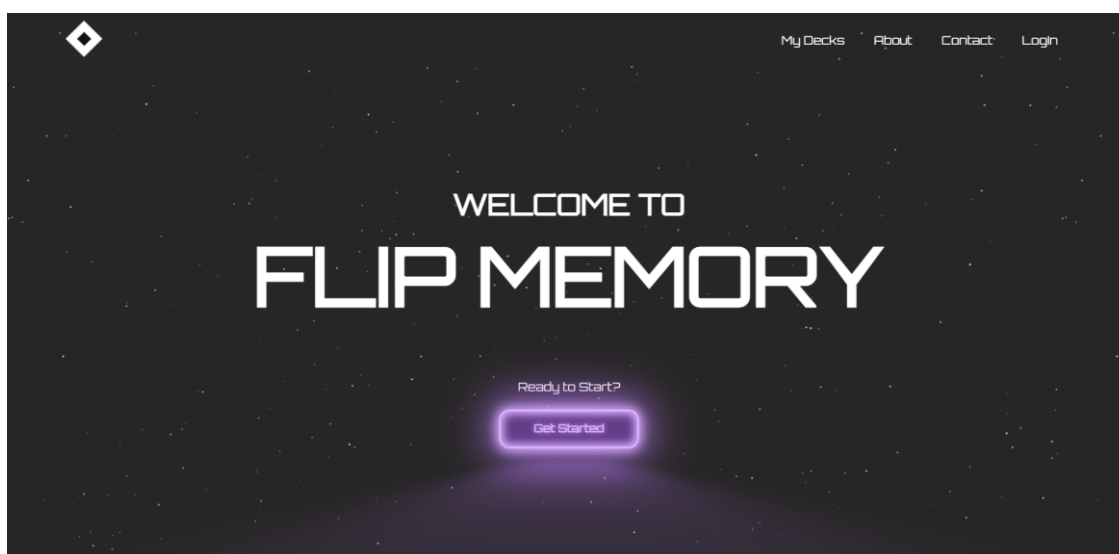 My Decks About Contact Login
WELCOME TO
FLIP MEMORY
Ready to Start?
Get Started